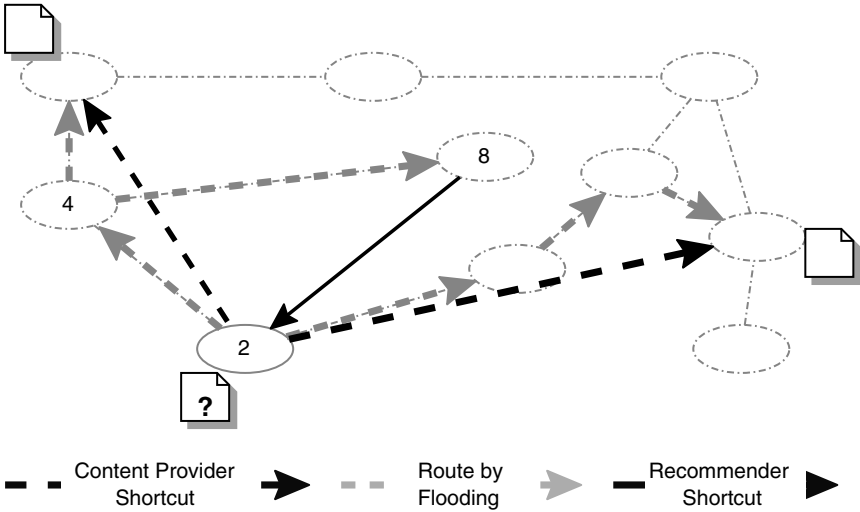 8
4
2
?
Content Provider
Shortcut
Route by
Flooding
Recommender
Shortcut